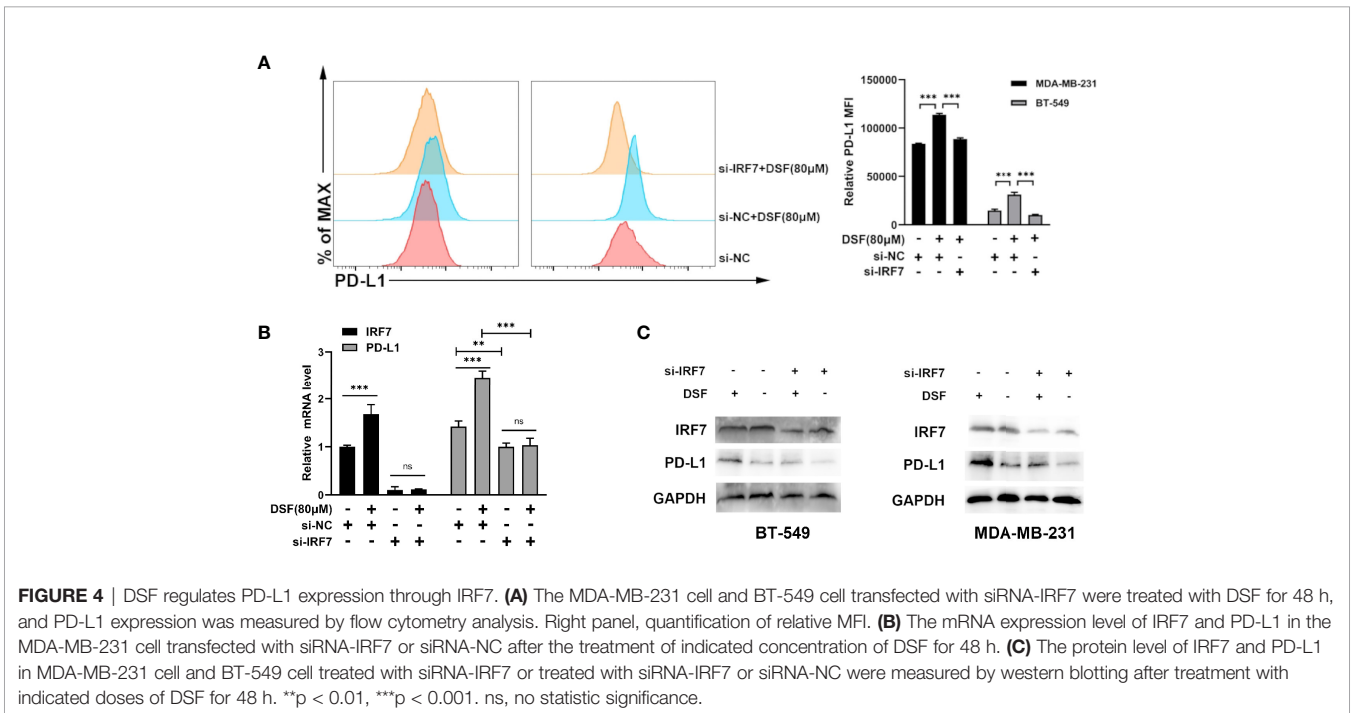 A
% of MAX
PD-L1
si-IRF7+DSF(80μM)
si-NC+DSF(80μM)
si-NC
Relative PD-L1 MFI
150000
100000
50000
0
MDA-MB-231
BT-549
*** ***
*** ***
DSF(80μM) - + + - + +
si-NC + + - + + -
si-IRF7 - - + - - +
B
IRF7
PD-L1
Relative mRNA level
3
2
1
0
***
**
*** ***
ns ns
DSF(80μM) - + - + - + - +
si-NC + + - - + + - -
si-IRF7 - - + + - - + +
C
si-IRF7 - - + +
DSF + - + -
IRF7
PD-L1
GAPDH
BT-549
si-IRF7 - - + +
DSF + - + -
IRF7
PD-L1
GAPDH
MDA-MB-231
FIGURE 4 | DSF regulates PD-L1 expression through IRF7. (A) The MDA-MB-231 cell and BT-549 cell transfected with siRNA-IRF7 were treated with DSF for 48 h,
and PD-L1 expression was measured by flow cytometry analysis. Right panel, quantification of relative MFI. (B) The mRNA expression level of IRF7 and PD-L1 in the
MDA-MB-231 cell transfected with siRNA-IRF7 or siRNA-NC after the treatment of indicated concentration of DSF for 48 h. (C) The protein level of IRF7 and PD-L1
in MDA-MB-231 cell and BT-549 cell treated with siRNA-IRF7 or treated with siRNA-IRF7 or siRNA-NC were measured by western blotting after treatment with
indicated doses of DSF for 48 h. **p < 0.01, ***p < 0.001. ns, no statistic significance.